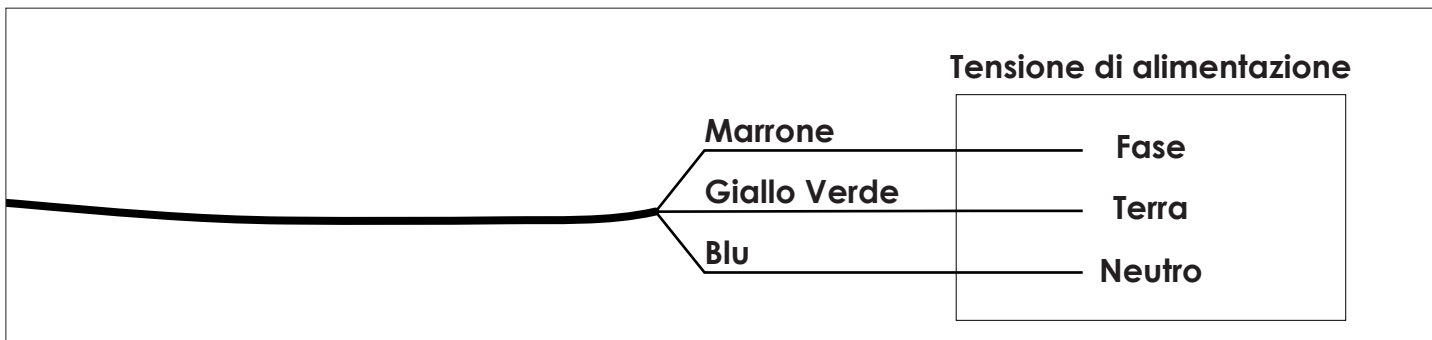 Tensione di alimentazione
Marrone
Fase
Giallo Verde
Terra
Blu
Neutro